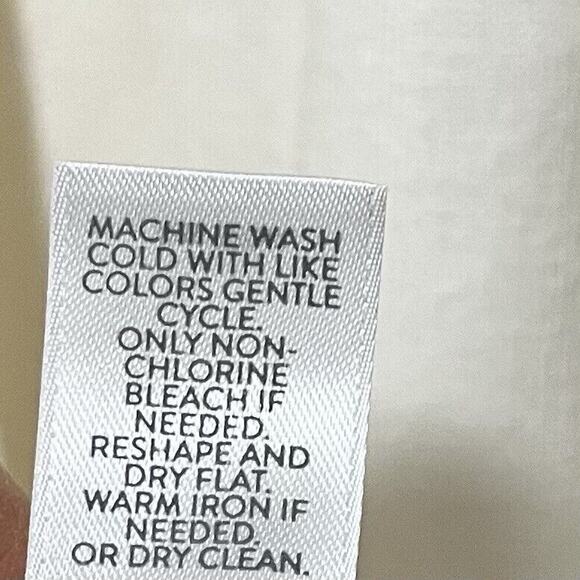 MACHINE WASH
COLD WITH LIKE
COLORS GENTLE
CYCLE.
ONLY NON-
CHLORINE
BLEACH IF
NEEDED.
RESHAPE AND
DRY FLAT.
WARM IRON IF
NEEDED.
OR DRY CLEAN.